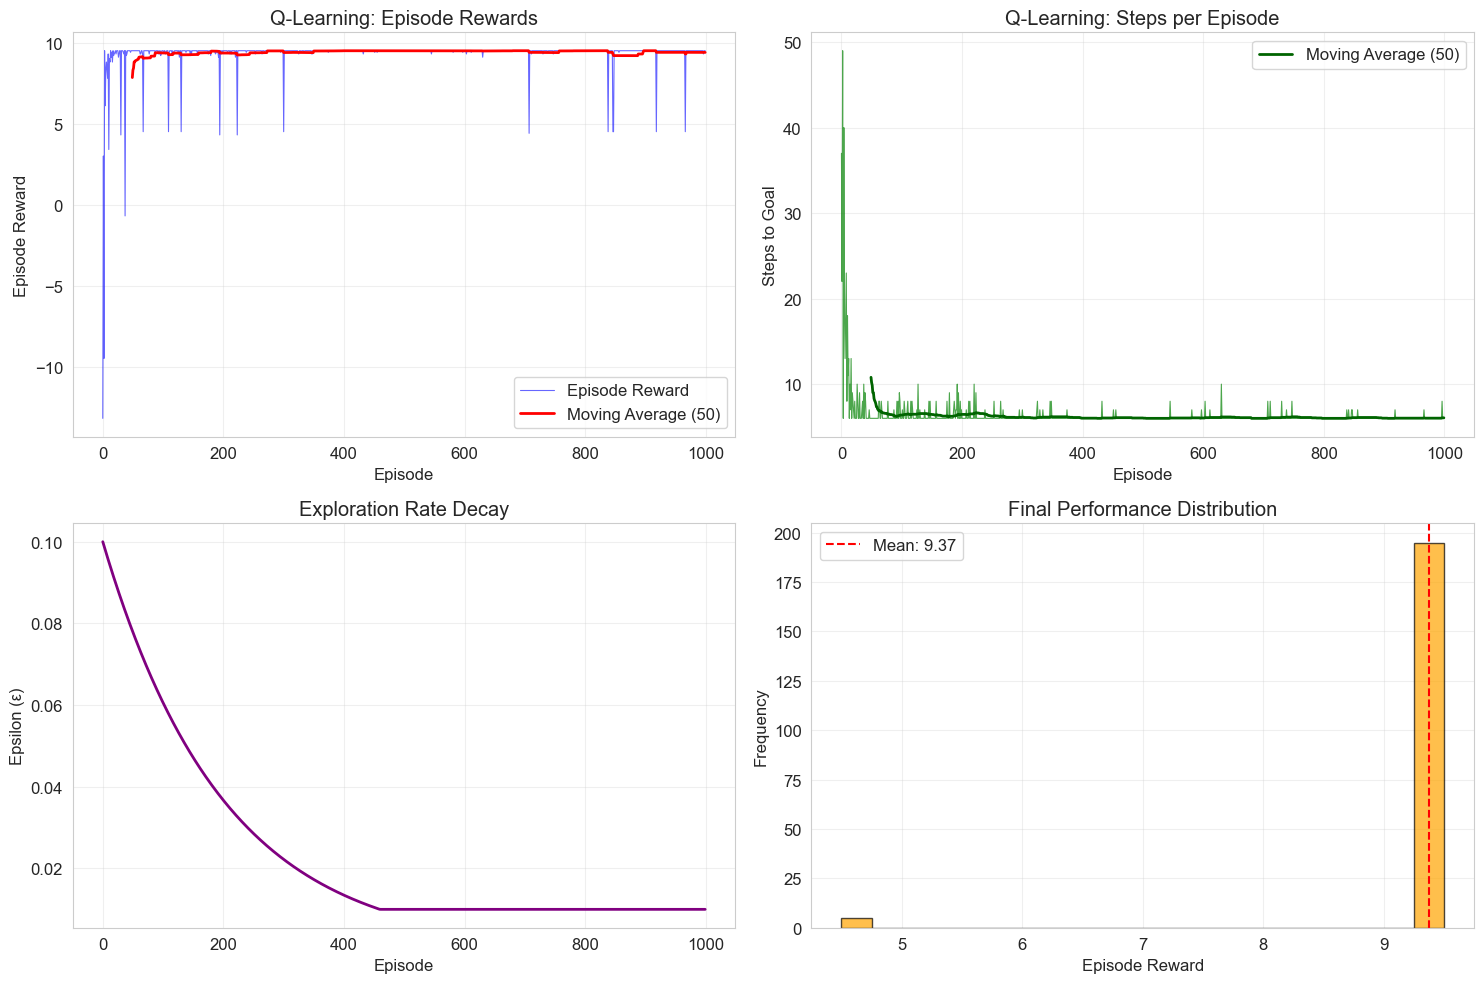 Q-Learning: Episode Rewards
10
5
0
−5
−10
Episode Reward
Episode Reward
Moving Average (50)
0
200
400
600
800
1000
Episode
Q-Learning: Steps per Episode
50
40
30
20
10
Steps to Goal
Moving Average (50)
0
200
400
600
800
1000
Episode
Exploration Rate Decay
0.10
0.08
0.06
0.04
0.02
Epsilon (ε)
0
200
400
600
800
1000
Episode
Final Performance Distribution
200
175
150
125
100
75
50
25
0
Frequency
Mean: 9.37
5
6
7
8
9
Episode Reward